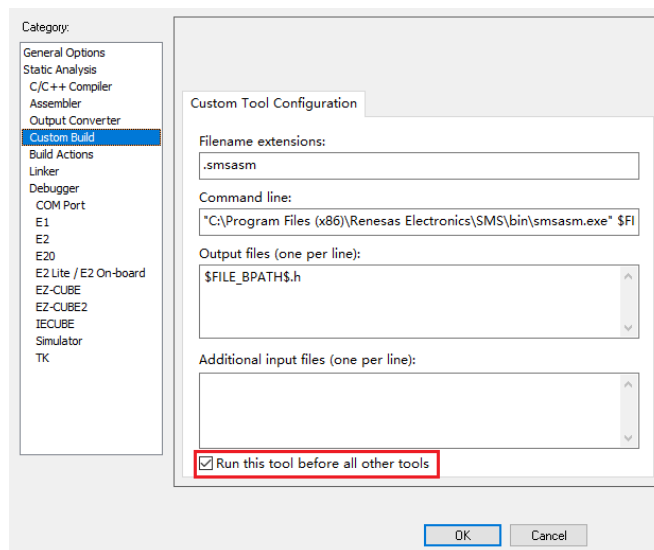 Category:
General Options
Static Analysis
C/C++ Compiler
Assembler
Output Converter
Custom Build
Build Actions
Linker
Debugger
COM Port
E1
E2
E20
E2 Lite / E2 On-board
EZ-CUBE
EZ-CUBE2
IECUBE
Simulator
TK
Custom Tool Configuration
Filename extensions:
.smsasm
Command line:
"C:\Program Files (x86)\Renesas Electronics\SMS\bin\smsasm.exe" $FI
Output files (one per line):
$FILE_BPATH$.h
Additional input files (one per line):
Run this tool before all other tools
OK
Cancel